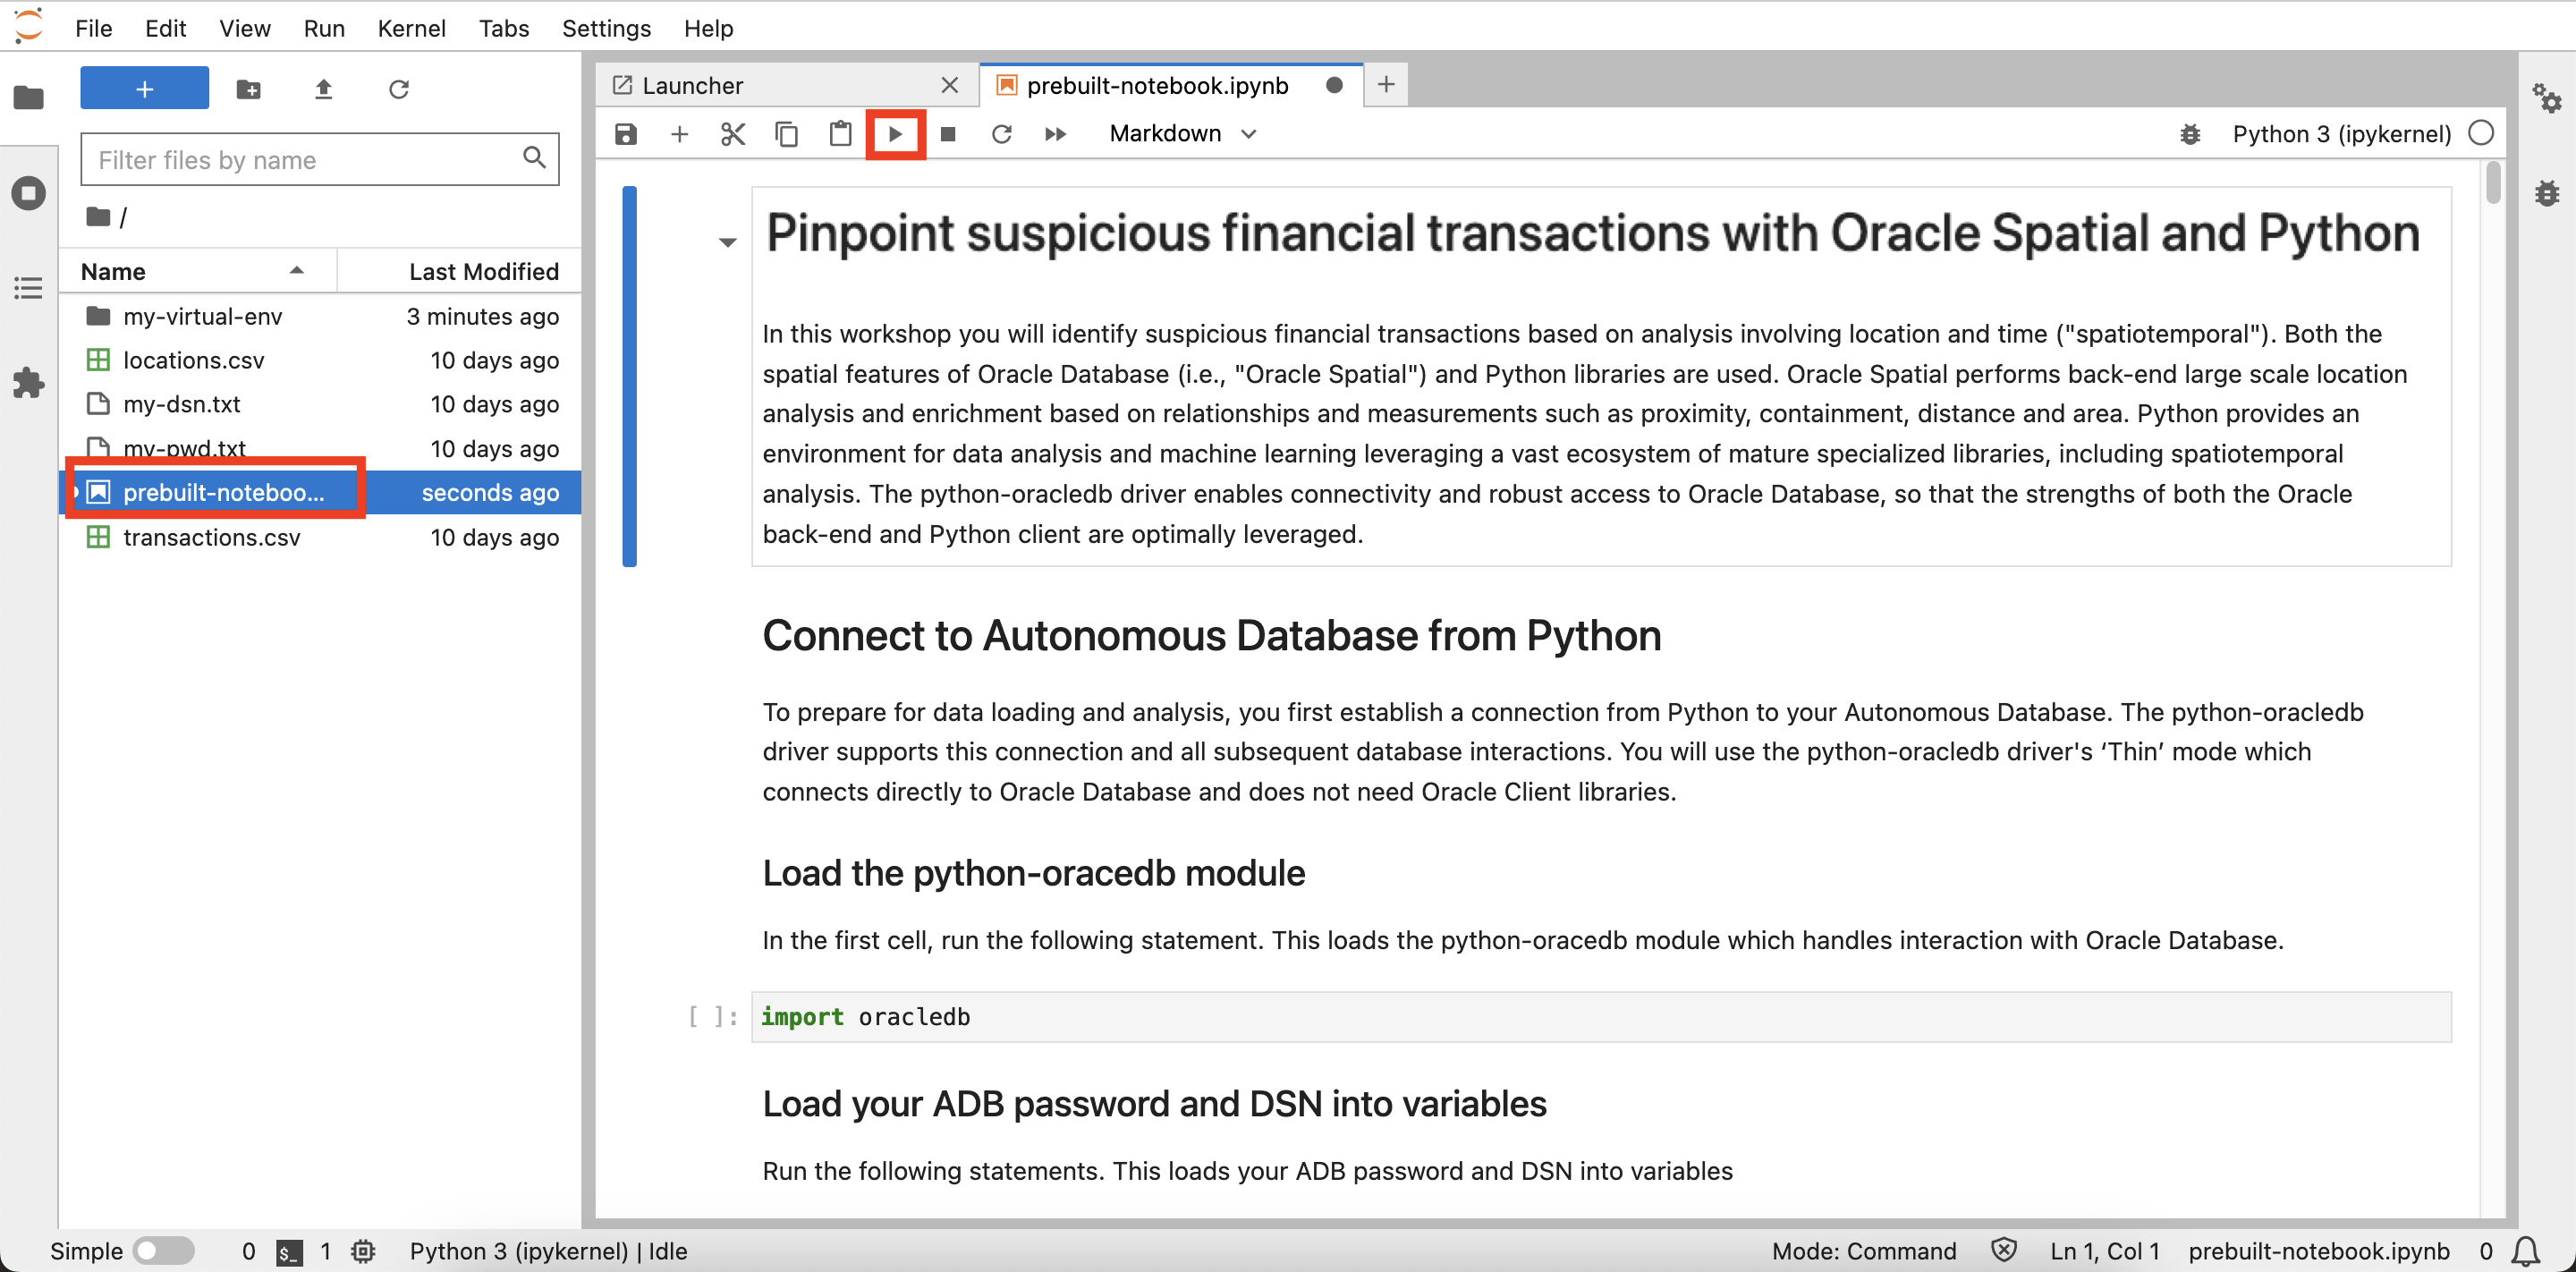 File Edit View Run Kernel Tabs Settings Help
Launcher
prebuilt-notebook.ipynb
Markdown
Python 3 (ipykernel)
Filter files by name
/
Name Last Modified
my-virtual-env 3 minutes ago
locations.csv 10 days ago
my-dsn.txt 10 days ago
my-pwd.txt 10 days ago
prebuilt-noteboo... seconds ago
transactions.csv 10 days ago
Pinpoint suspicious financial transactions with Oracle Spatial and Python
In this workshop you will identify suspicious financial transactions based on analysis involving location and time ("spatiotemporal"). Both the
spatial features of Oracle Database (i.e., "Oracle Spatial") and Python libraries are used. Oracle Spatial performs back-end large scale location
analysis and enrichment based on relationships and measurements such as proximity, containment, distance and area. Python provides an
environment for data analysis and machine learning leveraging a vast ecosystem of mature specialized libraries, including spatiotemporal
analysis. The python-oracledb driver enables connectivity and robust access to Oracle Database, so that the strengths of both the Oracle
back-end and Python client are optimally leveraged.
Connect to Autonomous Database from Python
To prepare for data loading and analysis, you first establish a connection from Python to your Autonomous Database. The python-oracledb
driver supports this connection and all subsequent database interactions. You will use the python-oracledb driver's ‘Thin’ mode which
connects directly to Oracle Database and does not need Oracle Client libraries.
Load the python-oracedb module
In the first cell, run the following statement. This loads the python-oracedb module which handles interaction with Oracle Database.
[ ]: import oracledb
Load your ADB password and DSN into variables
Run the following statements. This loads your ADB password and DSN into variables
Simple 0 $_ 1 Python 3 (ipykernel) | Idle
Mode: Command Ln 1, Col 1 prebuilt-notebook.ipynb 0